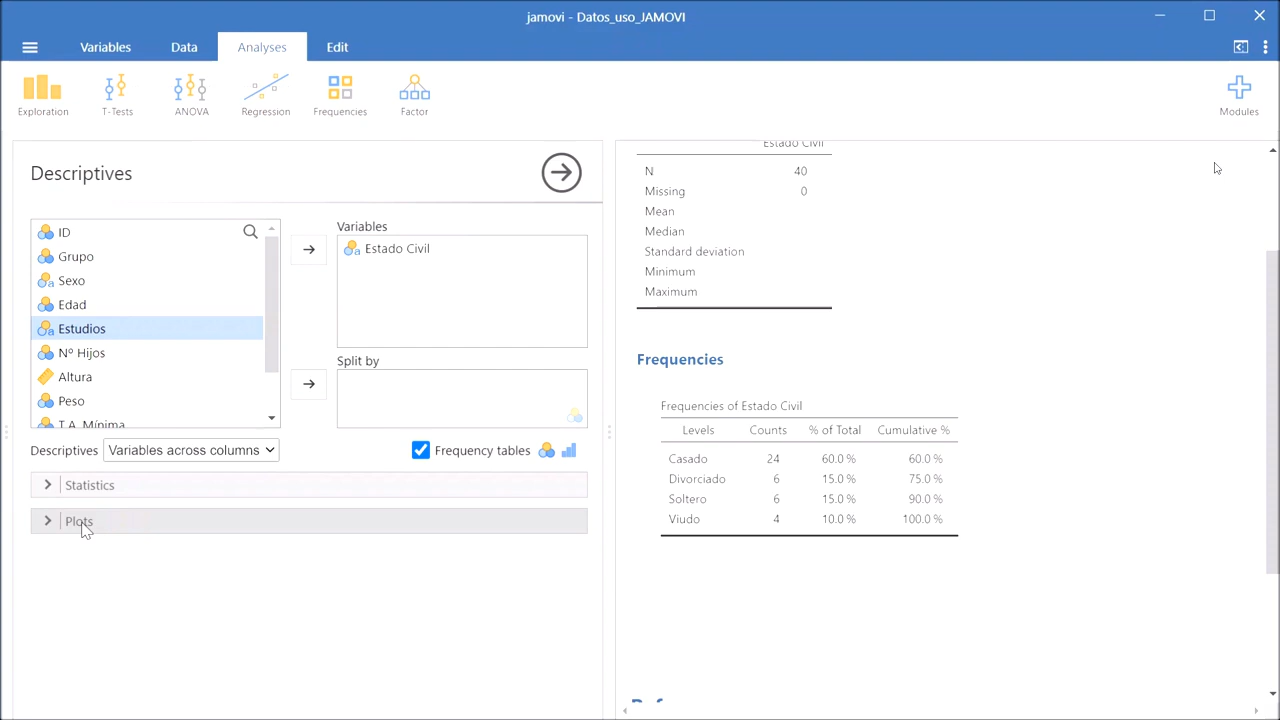 jamovi - Datos_uso_JAMOVI
Variables Data Analyses Edit
Exploration T-Tests ANOVA Regression Frequencies Factor Modules
Descriptives
ID
Grupo
Sexo
Edad
Estudios
Nº Hijos
Altura
Peso
T.A. Mínima
Variables
Estado Civil
Split by
Descriptives Variables across columns Frequency tables
Statistics
Plots
Estado Civil
N 40
Missing 0
Mean
Median
Standard deviation
Minimum
Maximum
Frequencies
Frequencies of Estado Civil
Levels Counts % of Total Cumulative %
Casado 24 60.0 % 60.0 %
Divorciado 6 15.0 % 75.0 %
Soltero 6 15.0 % 90.0 %
Viudo 4 10.0 % 100.0 %